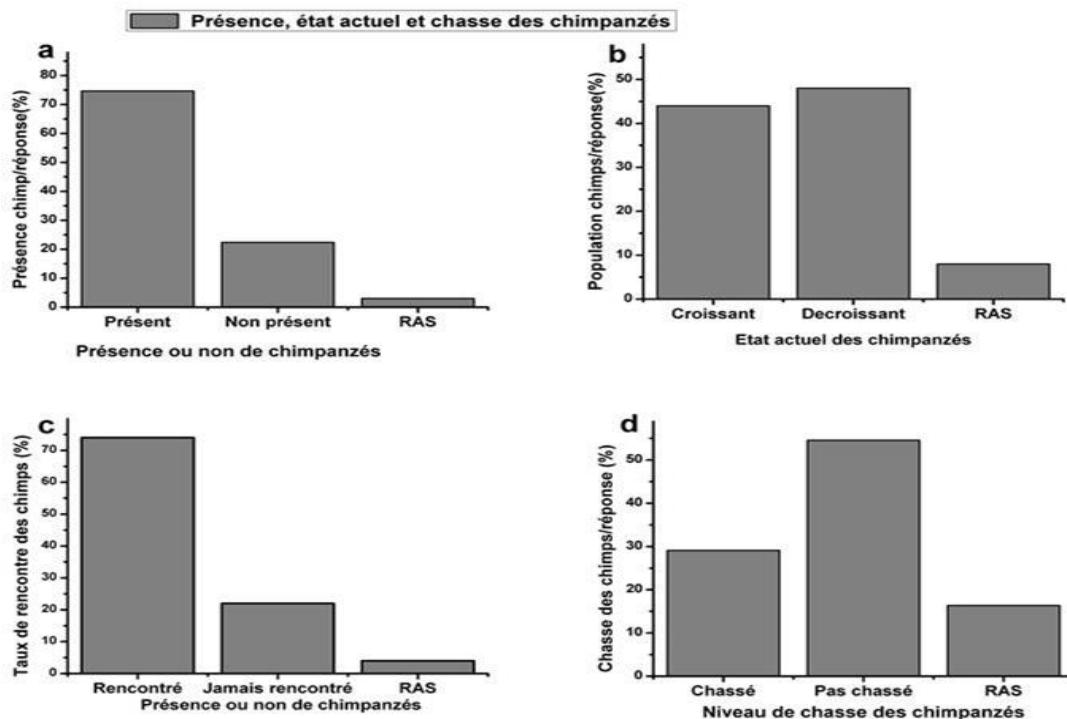 Présence, état actuel et chasse des chimpanzés
a
Présence chimp/réponse(%)
80
70
60
50
40
30
20
10
0
Présent Non présent RAS
Présence ou non de chimpanzés
b
Population chimps/réponse(%)
50
40
30
20
10
0
Croissant Decroissant RAS
Etat actuel des chimpanzés
c
Taux de rencontre des chimps (%)
70
60
50
40
30
20
10
0
Rencontré Jamais rencontré RAS
Présence ou non de chimpanzés
d
Chasse des chimps/réponse (%)
50
40
30
20
10
0
Chassé Pas chassé RAS
Niveau de chasse des chimpanzés